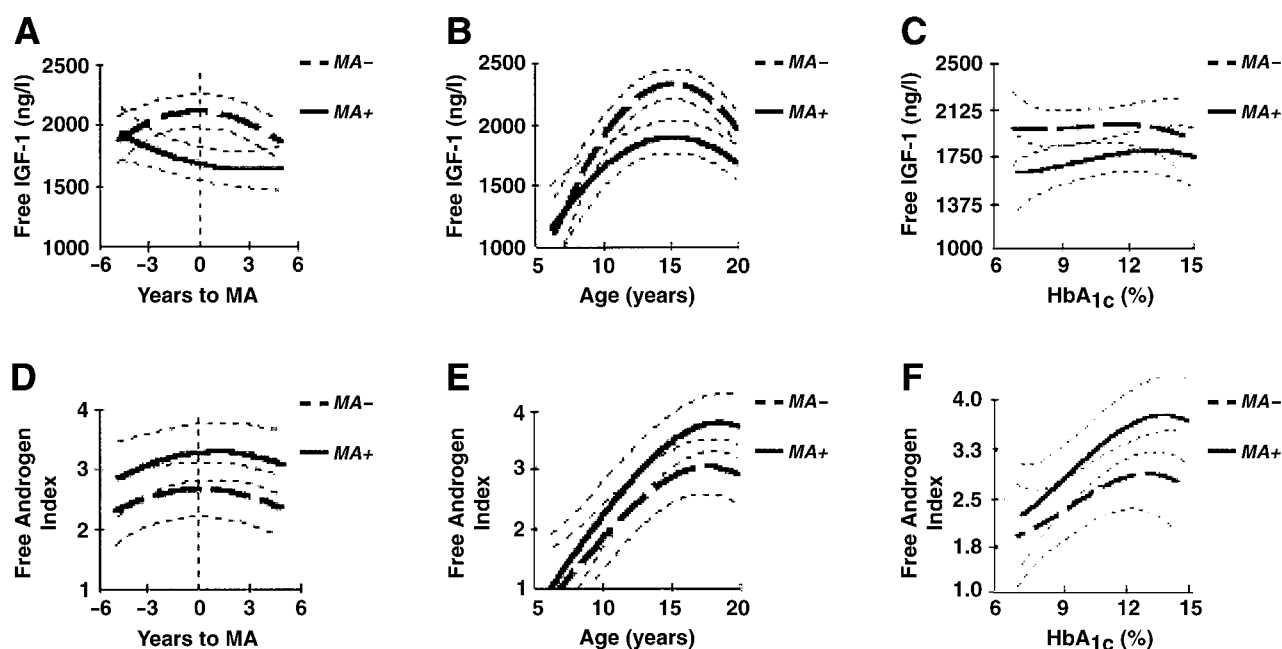 A
Free IGF-1 (ng/l)
2500
2000
1500
1000
−6
−3
0
3
6
Years to MA
MA−
MA+
B
Free IGF-1 (ng/l)
2500
2000
1500
1000
5
10
15
20
Age (years)
MA−
MA+
C
Free IGF-1 (ng/l)
2500
2125
1750
1375
1000
6
9
12
15
HbA1c (%)
MA−
MA+
D
Free Androgen
Index
4
3
2
1
−6
−3
0
3
6
Years to MA
MA−
MA+
E
Free Androgen
Index
4
3
2
1
5
10
15
20
Age (years)
MA−
MA+
F
Free Androgen
Index
4.0
3.3
2.5
1.8
1.0
6
9
12
15
HbA1c (%)
MA−
MA+